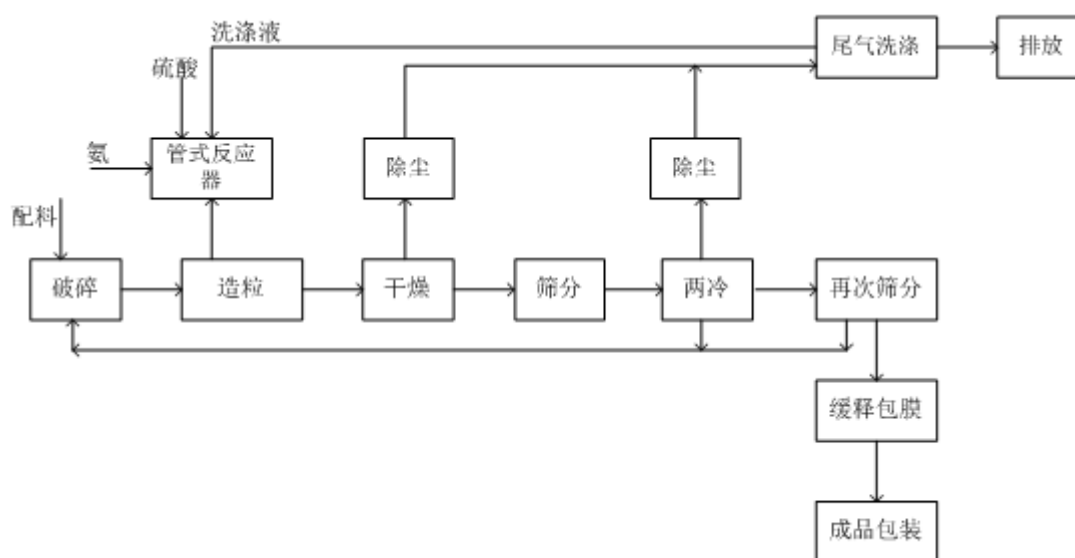 洗涤液
尾气洗涤
排放
硫酸
氨
管式反应
器
除尘
除尘
配料
破碎
造粒
干燥
筛分
两冷
再次筛分
缓释包膜
成品包装